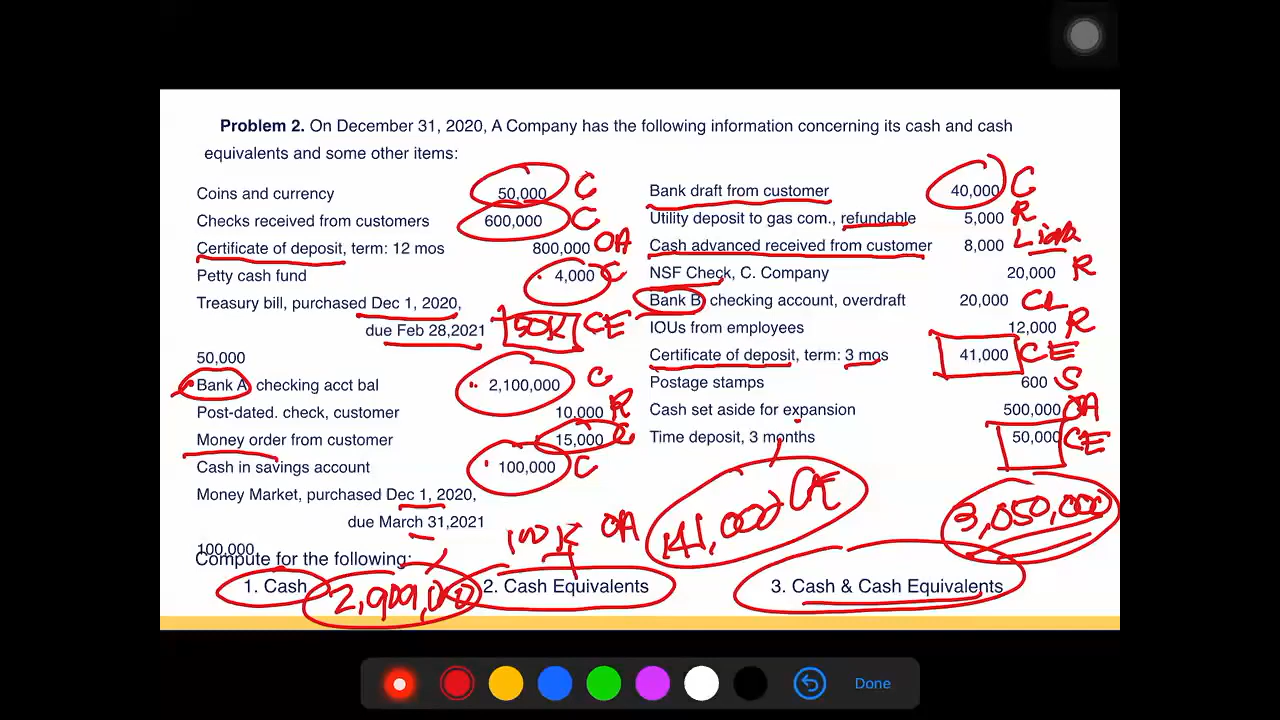 Problem 2. On December 31, 2020, A Company has the following information concerning its cash and cash
equivalents and some other items:
Coins and currency 50,000 C
Checks received from customers 600,000 C
Certificate of deposit, term: 12 mos 800,000 OA
Petty cash fund 4,000 C
Treasury bill, purchased Dec 1, 2020,
due Feb 28,2021 50K CE
50,000
Bank A, checking acct bal 2,100,000 C
Post-dated. check, customer 10,000 R
Money order from customer 15,000 C
Cash in savings account 100,000 C
Money Market, purchased Dec 1, 2020,
due March 31,2021 100K OA
100,000
Bank draft from customer 40,000 C
Utility deposit to gas com., refundable 5,000 R
Cash advanced received from customer 8,000 Liab
NSF Check, C. Company 20,000 R
Bank B, checking account, overdraft 20,000 CL
IOUs from employees 12,000 R
Certificate of deposit, term: 3 mos 41,000 CE
Postage stamps 600 S
Cash set aside for expansion 500,000 OA
Time deposit, 3 months 50,000 CE
141,000 CE
3,050,000
Compute for the following:
1. Cash 2,909,000 2. Cash Equivalents 3. Cash & Cash Equivalents
Done